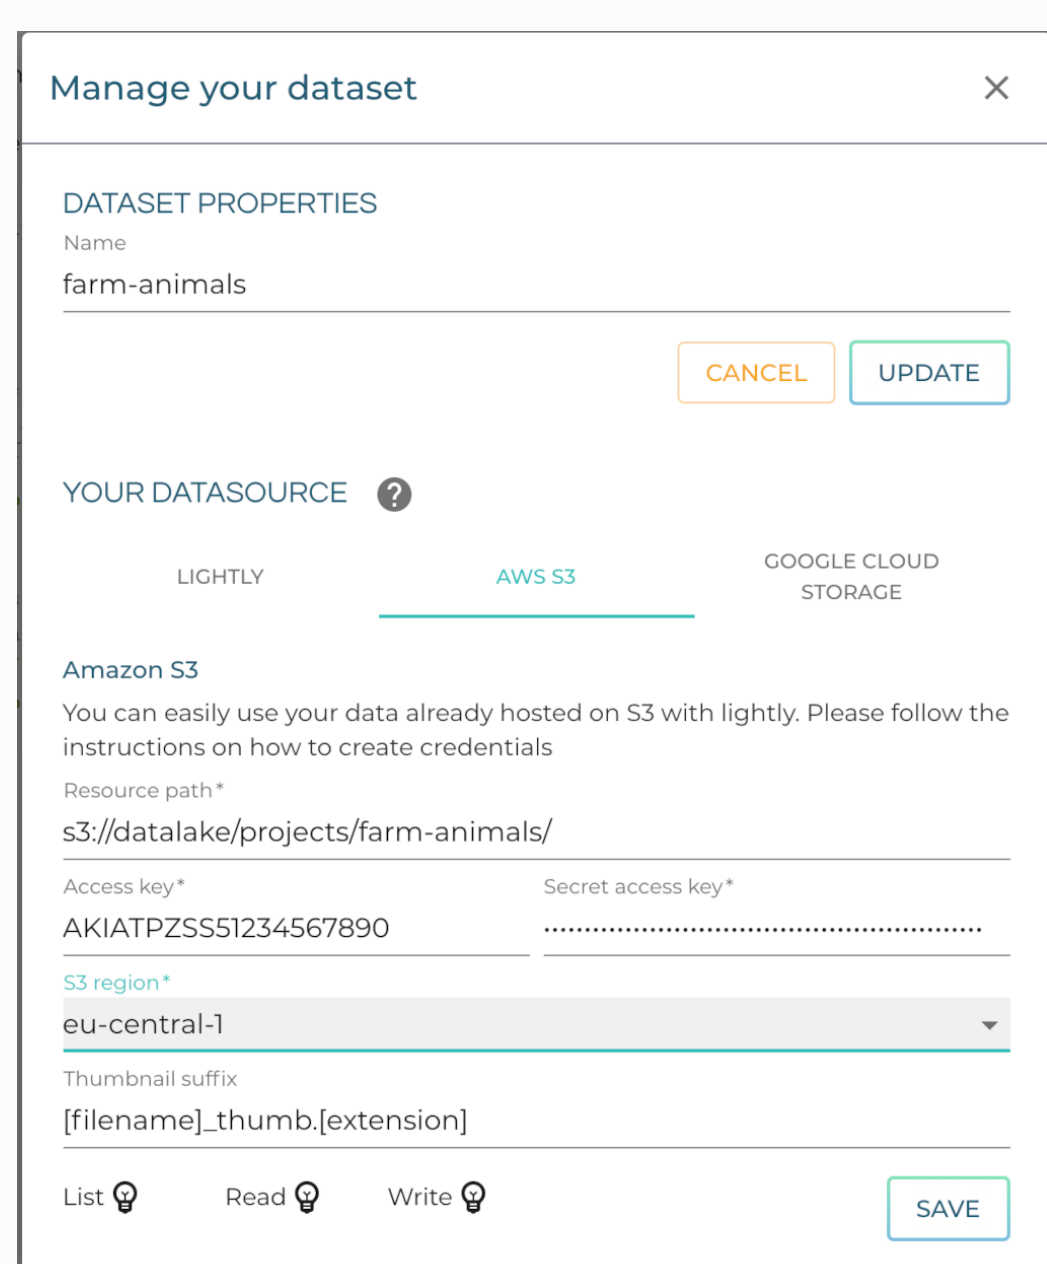 Manage your dataset
DATASET PROPERTIES
Name
farm-animals
CANCEL
UPDATE
YOUR DATASOURCE
LIGHTLY
AWS S3
GOOGLE CLOUD
STORAGE
Amazon S3
You can easily use your data already hosted on S3 with lightly. Please follow the
instructions on how to create credentials
Resource path*
s3://datalake/projects/farm-animals/
Access key*
Secret access key*
AKIATPZSS51234567890
S3 region*
eu-central-1
Thumbnail suffix
[filename]_thumb.[extension]
List
Read
Write
SAVE